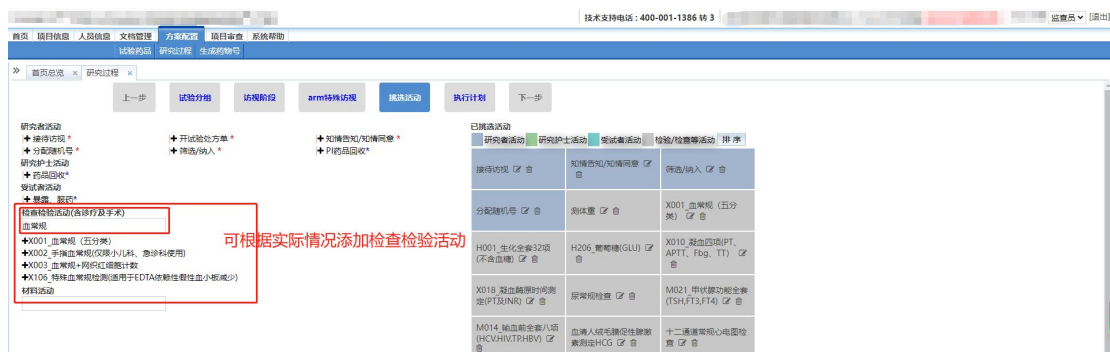 技术支持电话：400-001-1386 转 3
监查员 [退出]
首页 项目信息 人员信息 文档管理 方案配置 项目审查 系统帮助
试验药品 研究过程 生成药物号
首页总览 × 研究过程 ×
上一步 试验分组 访视阶段 arm特殊访视 挑选活动 执行计划 下一步
研究者活动
接待访视 * 开试验处方单 * 知情告知/知情同意 *
分配随机号 * 筛选/纳入 * PI药品回收*
研究护士活动
药品回收*
受试者活动
暴露、服药*
检查检验活动(含诊疗及手术)
血常规
X001_血常规（五分类）
X002_手指血常规(仅限小儿科、急诊科使用)
X003_血常规+网织红细胞计数
X106_特殊血常规检测(适用于EDTA依赖性假性血小板减少)
材料活动
可根据实际情况添加检查检验活动
已挑选活动
研究者活动 研究护士活动 受试者活动 检验/检查等活动 排 序
接待访视 知情告知/知情同意 筛选/纳入
分配随机号 测体重 X001_血常规（五分类）
H001_生化全套32项(不含血糖) H206_葡萄糖(GLU) X010_凝血四项(PT、APTT、Fbg、TT)
X018_凝血酶原时间测定(PT及INR) 尿常规检查 M021_甲状腺功能全套(TSH,FT3,FT4)
M014_输血前全套八项(HCV.HIV.TP.HBV) 血清人绒毛膜促性腺激素测定HCG 十二通道常规心电图检查